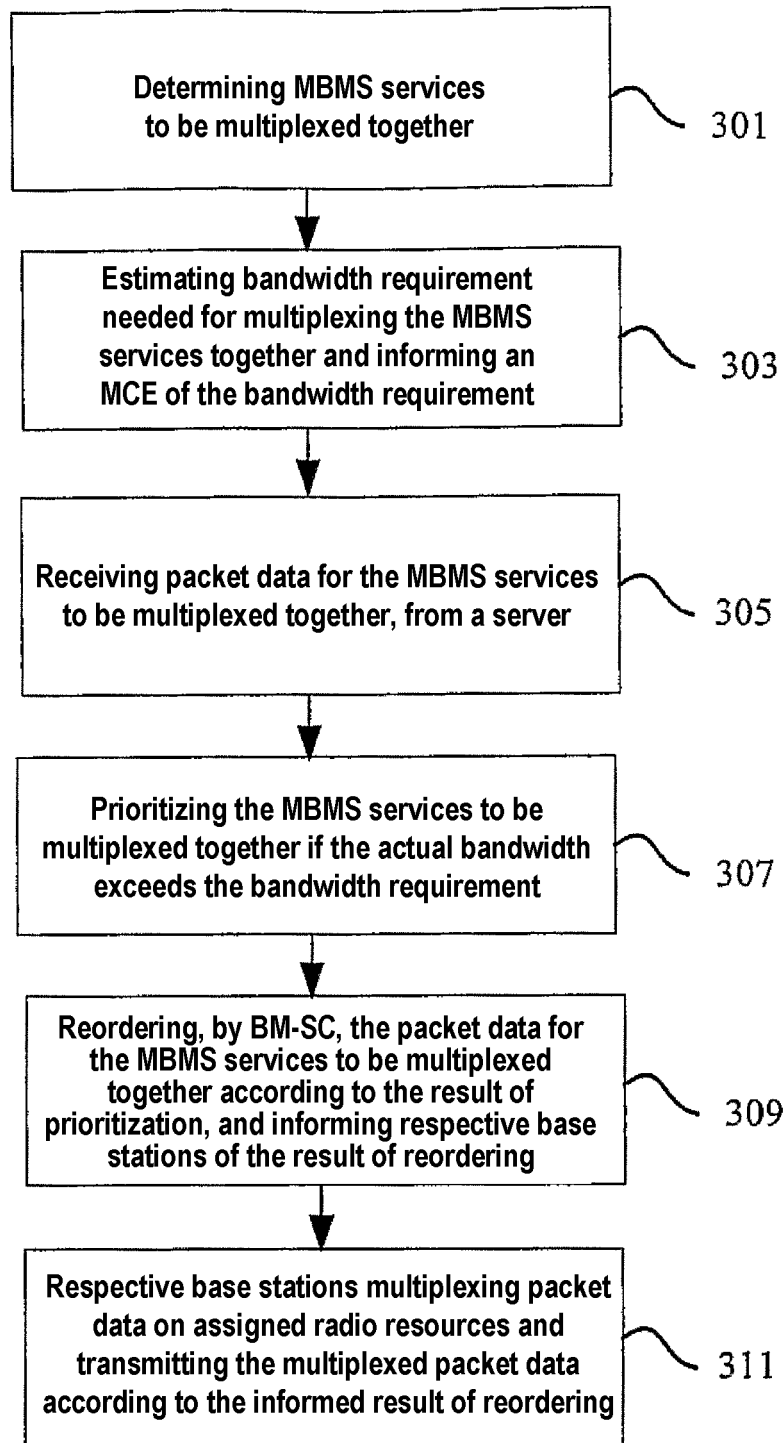 Determining MBMS services
to be multiplexed together
301
Estimating bandwidth requirement
needed for multiplexing the MBMS
services together and informing an
MCE of the bandwidth requirement
303
Receiving packet data for the MBMS services
to be multiplexed together, from a server
305
Prioritizing the MBMS services to be
multiplexed together if the actual bandwidth
exceeds the bandwidth requirement
307
Reordering, by BM-SC, the packet data for
the MBMS services to be multiplexed
together according to the result of
prioritization, and informing respective base
stations of the result of reordering
309
Respective base stations multiplexing packet
data on assigned radio resources and
transmitting the multiplexed packet data
according to the informed result of reordering
311